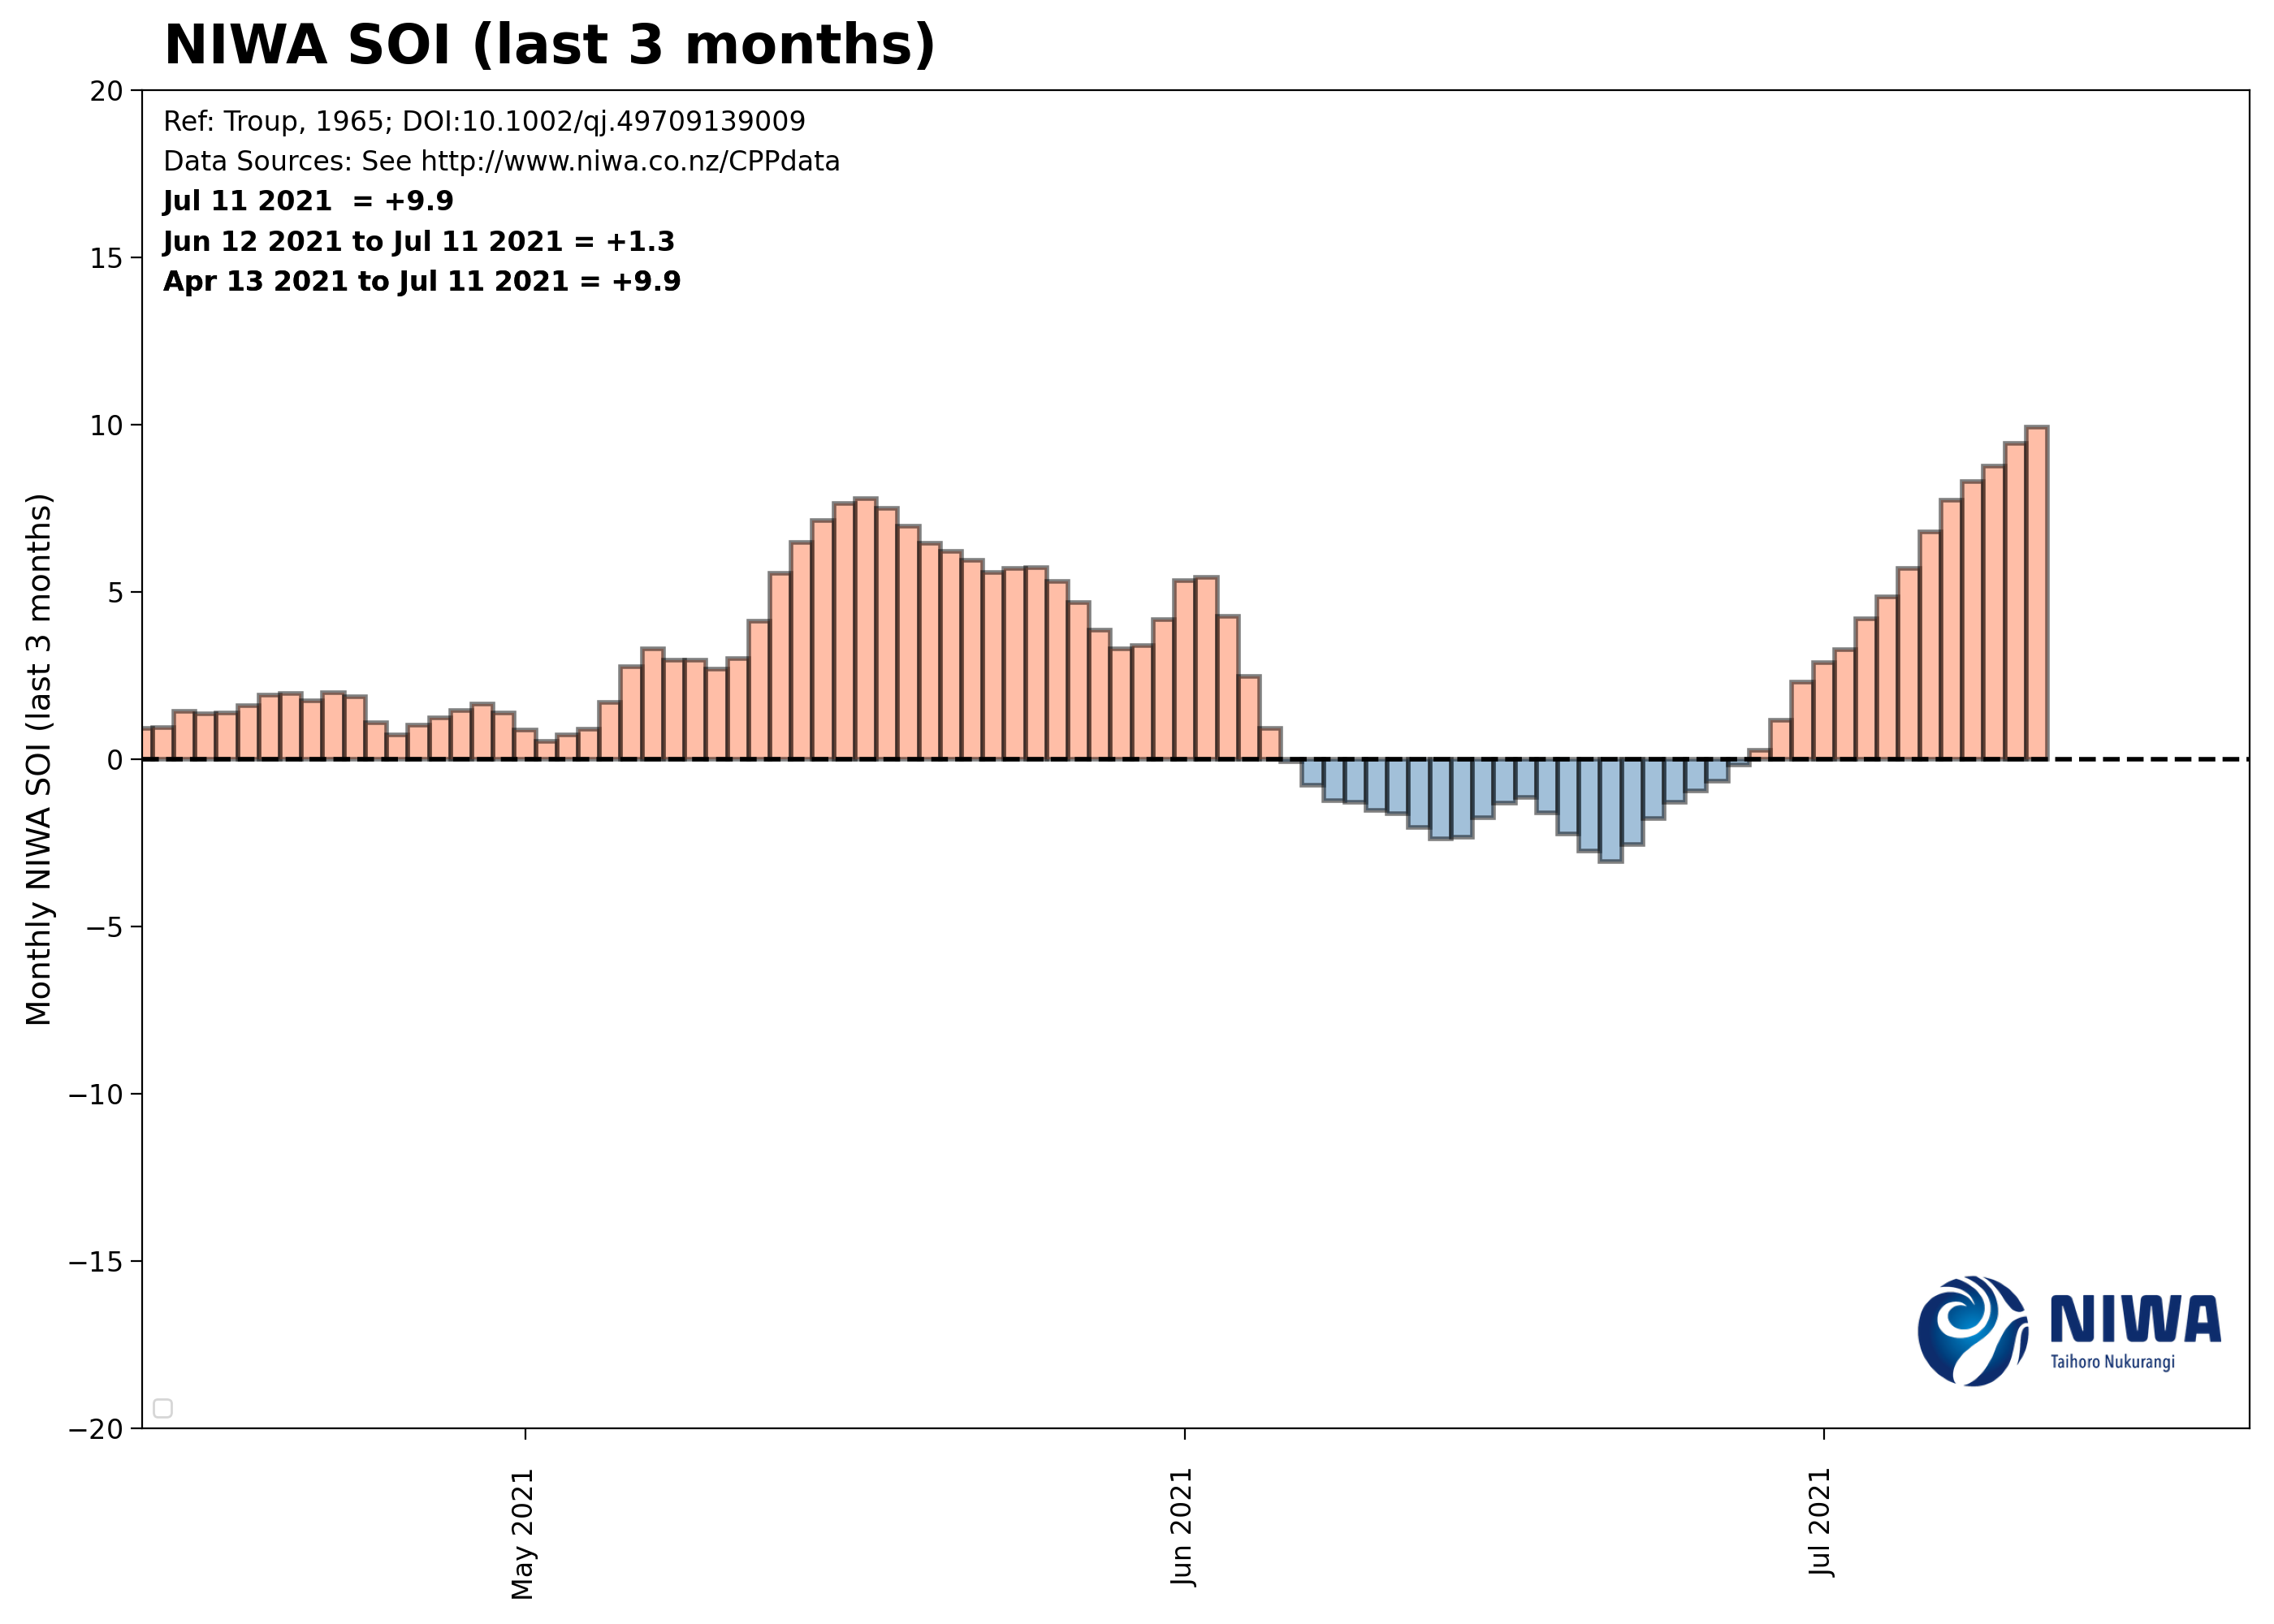 NIWA SOI (last 3 months)
Ref: Troup, 1965; DOI:10.1002/qj.49709139009
Data Sources: See http://www.niwa.co.nz/CPPdata
Jul 11 2021  = +9.9
Jun 12 2021 to Jul 11 2021 = +1.3
Apr 13 2021 to Jul 11 2021 = +9.9
Monthly NIWA SOI (last 3 months)
20
15
10
5
0
−5
−10
−15
−20
May 2021
Jun 2021
Jul 2021
NIWA
Taihoro Nukurangi